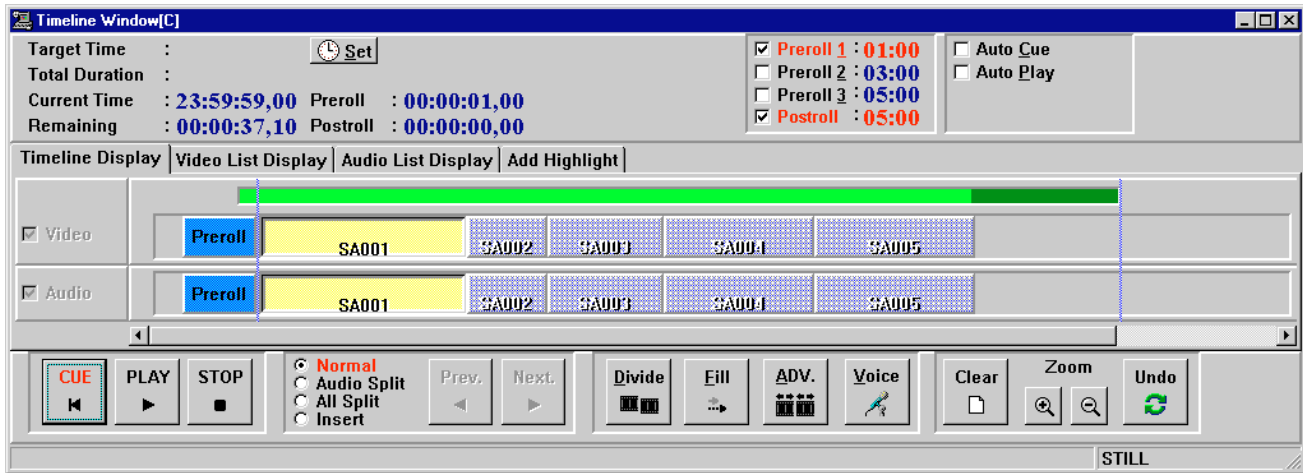 Timeline Window[C]
Target Time : Set
Total Duration :
Current Time : 23:59:59,00 Preroll : 00:00:01,00
Remaining : 00:00:37,10 Postroll : 00:00:00,00
Preroll 1 : 01:00
Preroll 2 : 03:00
Preroll 3 : 05:00
Postroll : 05:00
Auto Cue
Auto Play
Timeline Display Video List Display Audio List Display Add Highlight
Video Preroll SA001 SA002 SA003 SA004 SA005
Audio Preroll SA001 SA002 SA003 SA004 SA005
CUE PLAY STOP
Normal
Audio Split
All Split
Insert
Prev. Next.
Divide Fill ADV. Voice
Clear Zoom Undo
STILL